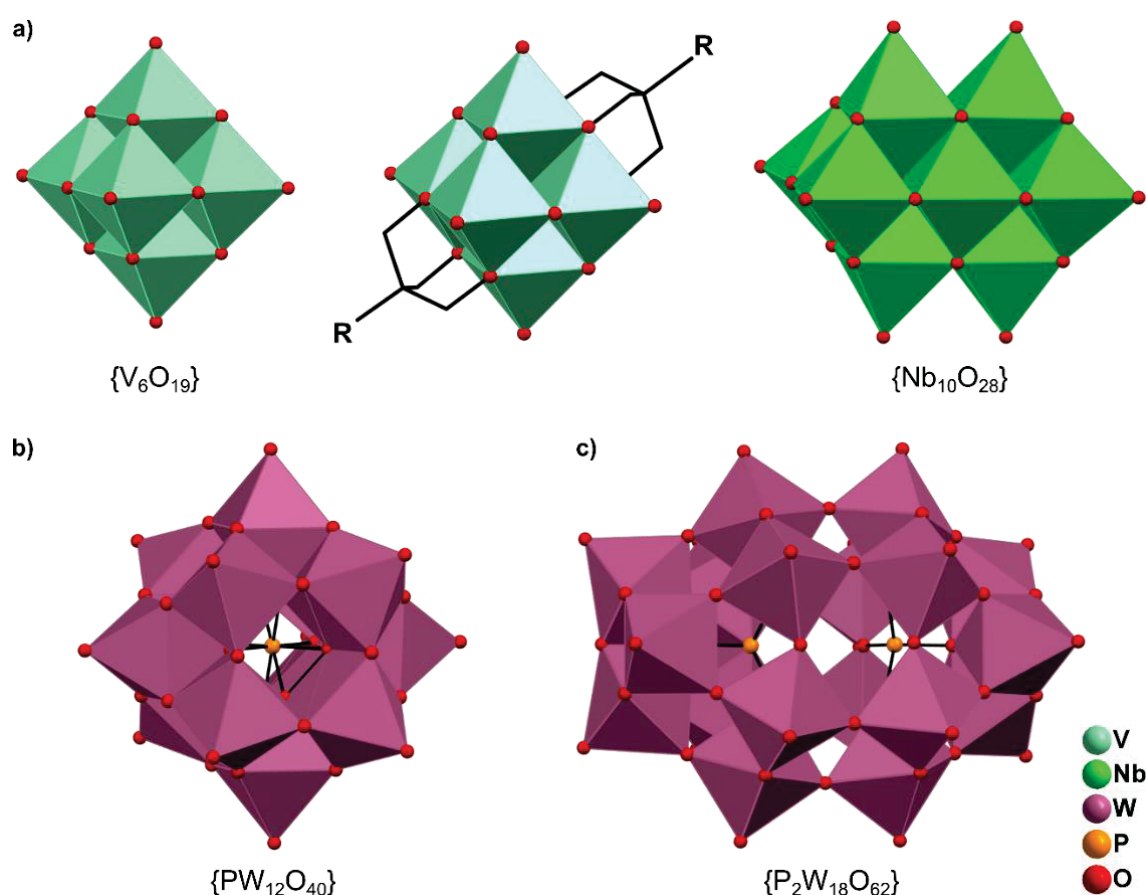 a)
R
R
{V₆O₁₉}
{Nb₁₀O₂₈}
b)
c)
V
Nb
W
P
O
{PW₁₂O₄₀}
{P₂W₁₈O₆₂}